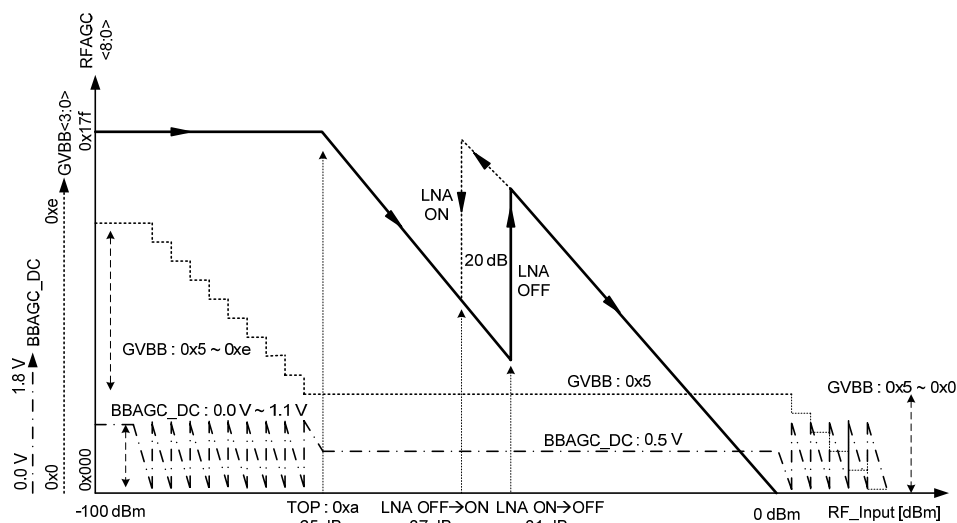 RFAGC
<8:0>
GVBB<3:0>
BBAGC_DC
0x17f
0xe
1.8 V
0.0 V
0x0
0x000
LNA
ON
20 dB
LNA
OFF
GVBB : 0x5 ~ 0xe
GVBB : 0x5
GVBB : 0x5 ~ 0x0
BBAGC_DC : 0.0 V ~ 1.1 V
BBAGC_DC : 0.5 V
-100 dBm
TOP : 0xa
LNA OFF→ON
LNA ON→OFF
0 dBm
RF_Input [dBm]